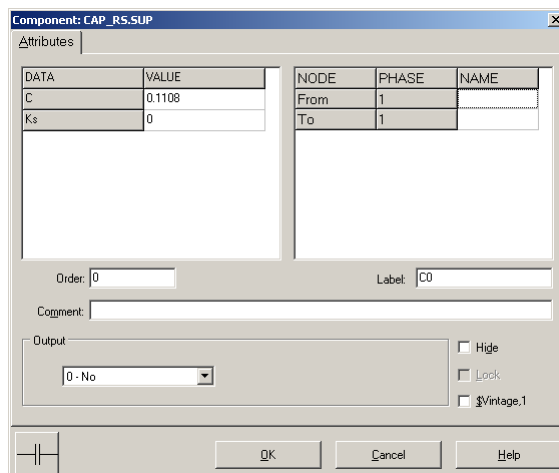 Component: CAP_RS.SUP
Attributes
DATA VALUE
C 0.1108
Ks 0
NODE PHASE NAME
From 1
To 1
Order: 0
Label: C0
Comment:
Output
0 - No
Hide
Lock
$Vintage,1
OK Cancel Help